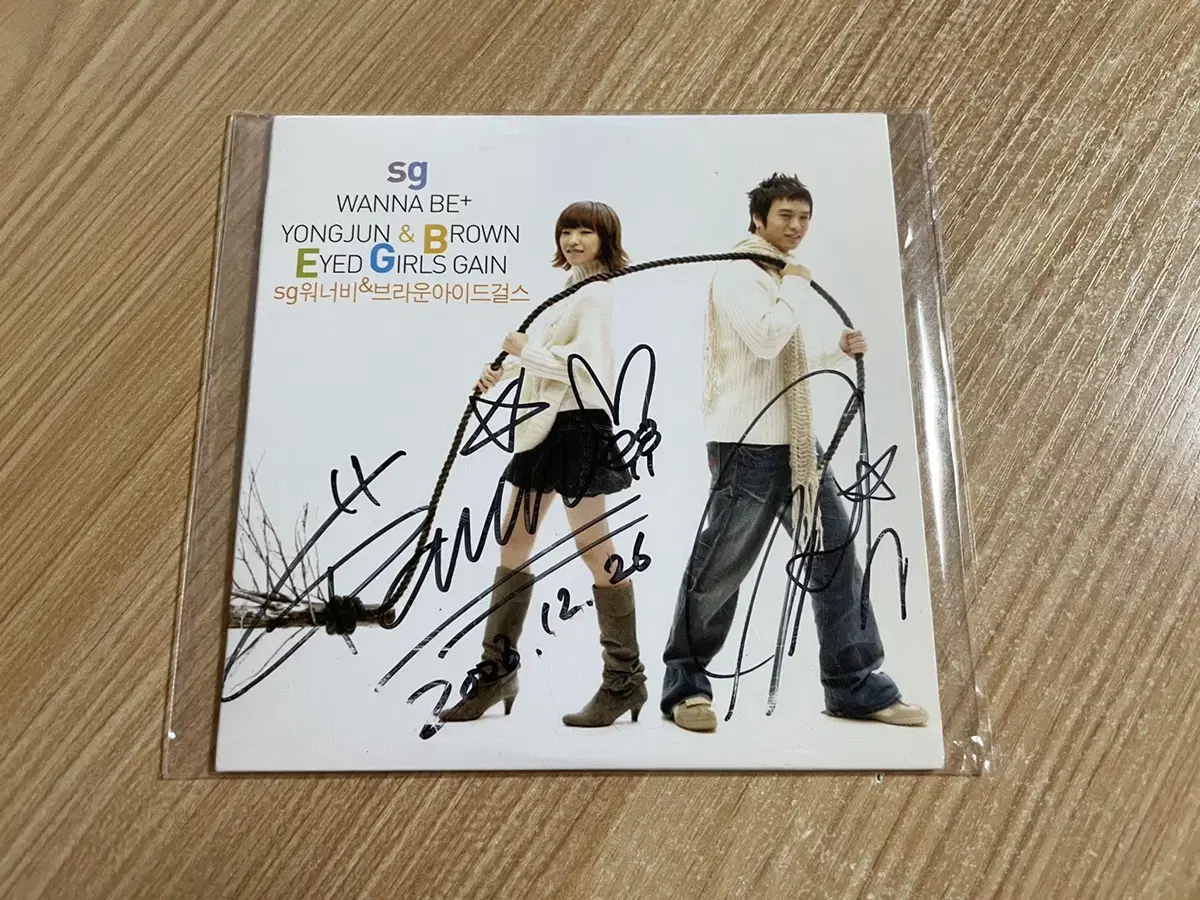 sg
WANNA BE+
YONGJUN & BROWN
EYED GIRLS GAIN
sg워너비&브라운아이드걸스
2006.12.26